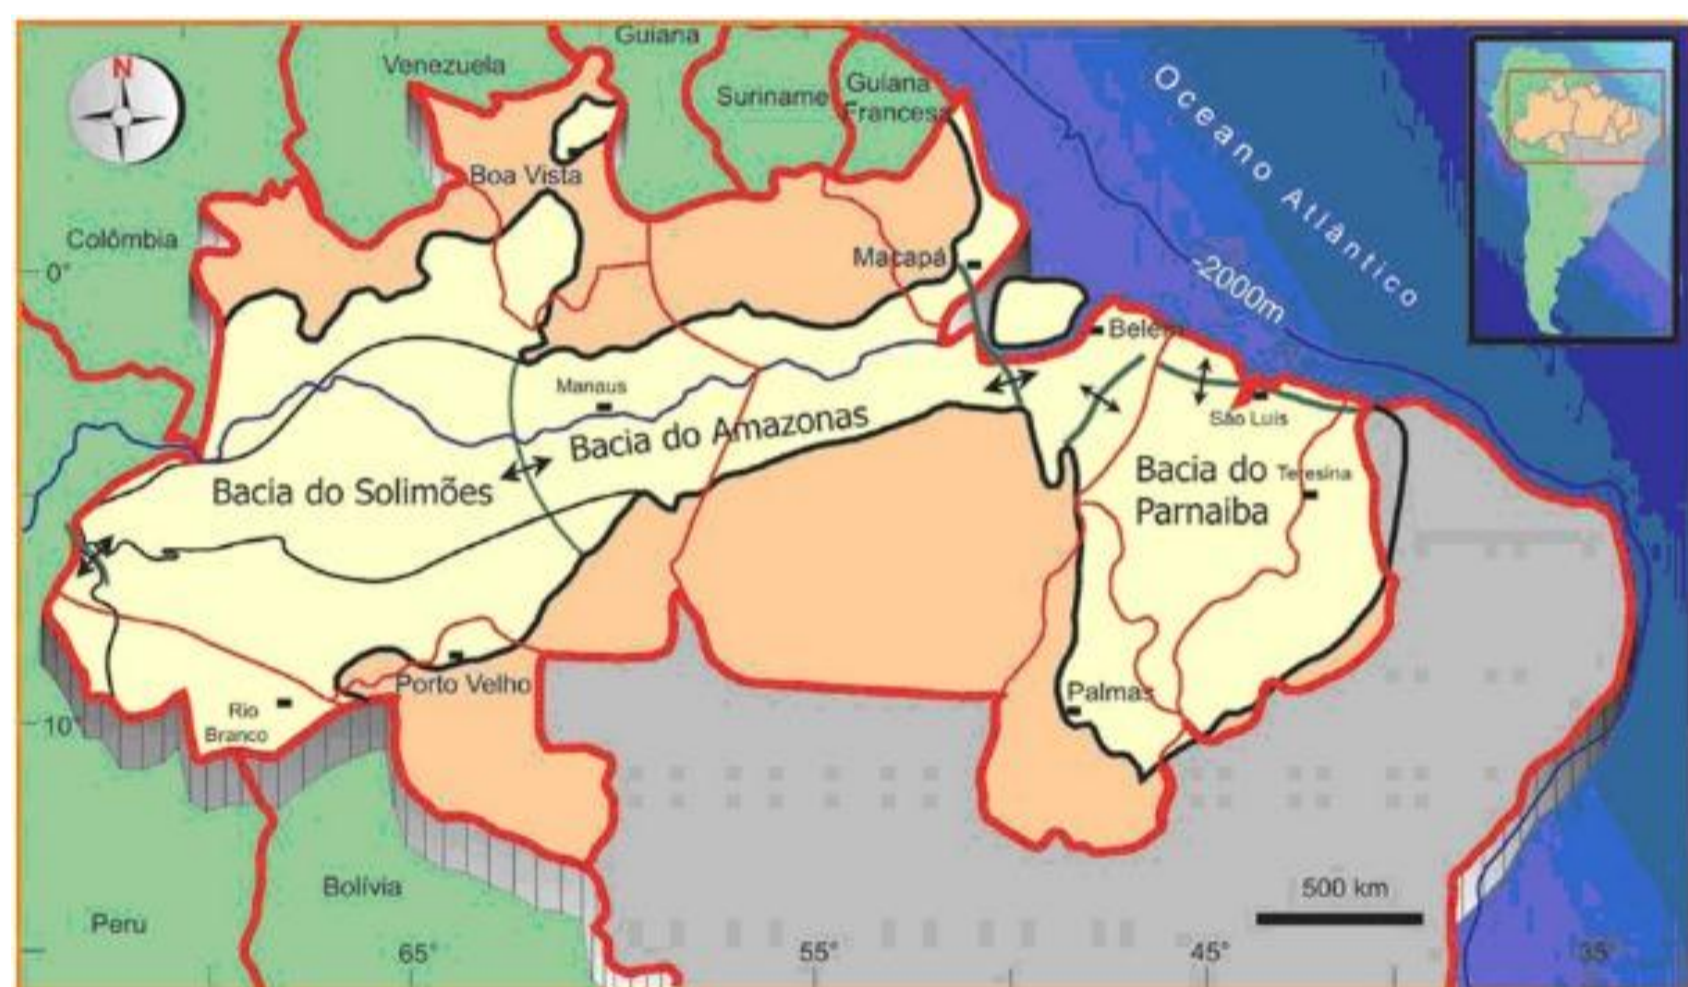 Guiana
Venezuela
N
Suriname
Guiana
Francesa
Oceano Atlântico
Boa Vista
Colômbia
Macapá
0°
-2000m
Belém
Manaus
São Luís
Bacia do Amazonas
Bacia do Solimões
Bacia do
Parnaiba
Teresina
Porto Velho
Palmas
Rio
Branco
10°
Bolívia
500 km
Peru
65°
55°
45°
35°